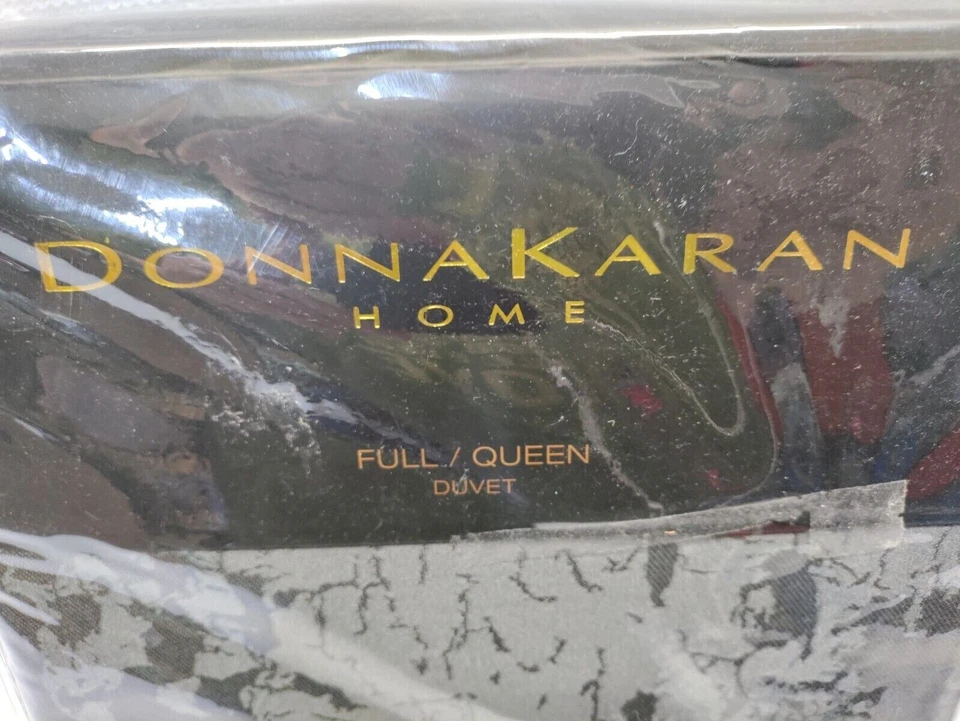 DONNAKARAN
HOME
FULL / QUEEN
DUVET